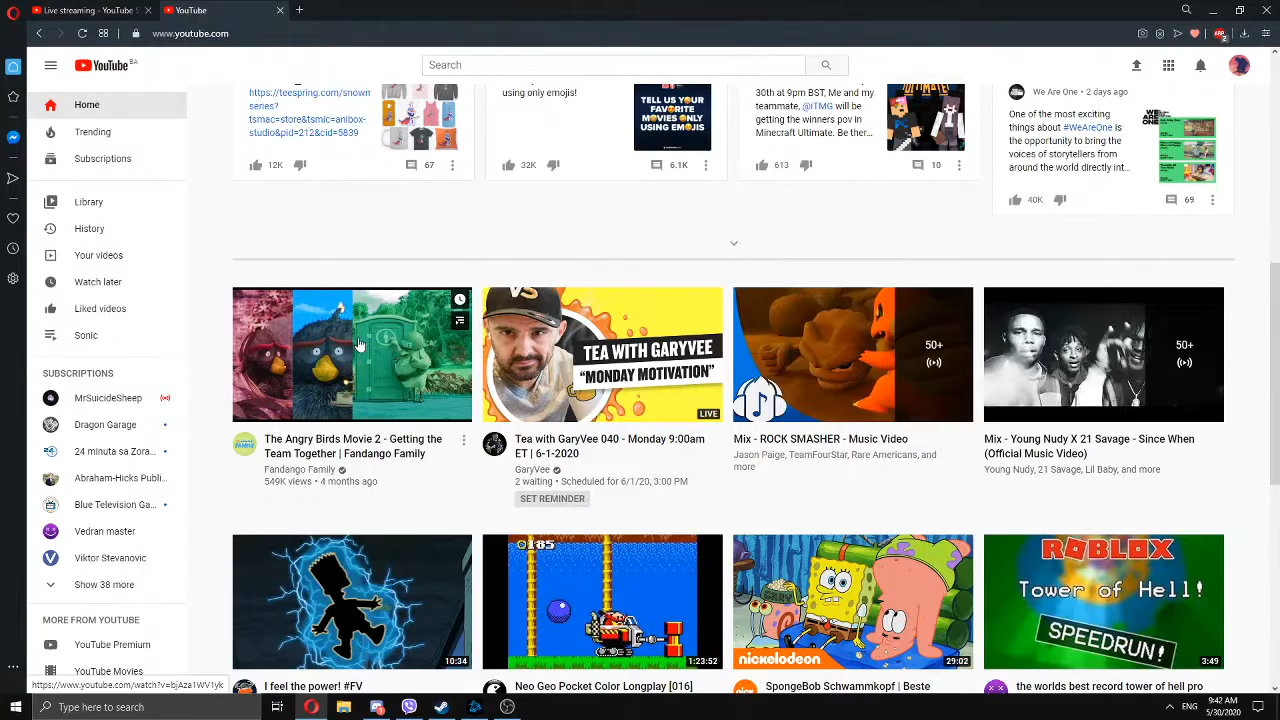 Live streaming - YouTube S
YouTube
www.youtube.com
ABP
2
YouTube BA
Search
Home
Trending
Subscriptions
Library
History
Your videos
Watch later
Liked videos
Sonic
SUBSCRIPTIONS
MrSuicideSheep
Dragon Garage
24 minuta sa Zora...
Abraham-Hicks Publi...
Blue Television Ga...
Vedran master
Viktor Stevanovic
Show 38 more
MORE FROM YOUTUBE
YouTube Premium
YouTube Movies
https://www.youtube.com/watch?v=bjAza1WV1yk
https://teespring.com/snowm
series?
tsmac=store&tsmic=anibox-
studio&pid=212&cid=5839
12K
67
using only emojis!
TELL US YOUR
FAVORITE
MOVIES ONLY
USING EMOJIS
32K
6.1K
30th at 9pm BST, Me and my
teammate, @ITMG will be
getting the winners pov in
Minecraft Ultimate. Be ther...
ULTIMATE!
613
10
We Are One • 2 days ago
One of the most exciting
things about #WeAreOne is
the opportunity to bring the
voices of storytellers from
around the world directly int...
WE
ARE
ONE
40K
69
The Angry Birds Movie 2 - Getting the
Team Together | Fandango Family
Fandango Family
549K views • 4 months ago
VS
TEA WITH GARYVEE
"MONDAY MOTIVATION"
LIVE
Tea with GaryVee 040 - Monday 9:00am
ET | 6-1-2020
GaryVee
2 waiting • Scheduled for 6/1/20, 3:00 PM
SET REMINDER
50+
Mix - ROCK SMASHER - Music Video
Jason Paige, TeamFourStar, Rare Americans, and
more
50+
Mix - Young Nudy X 21 Savage - Since When
(Official Music Video)
Young Nudy, 21 Savage, Lil Baby, and more
10:34
I feel the power! #FV
185
1:23:52
Neo Geo Pocket Color Longplay [016]
nickelodeon
29:02
SpongeBob Schwammkopf | Beste
ROBLOX
Tower of Hell!
SPEEDRUN!
3:49
the worlds best record tower of hell pro
Type here to search
9:42 AM
5/30/2020